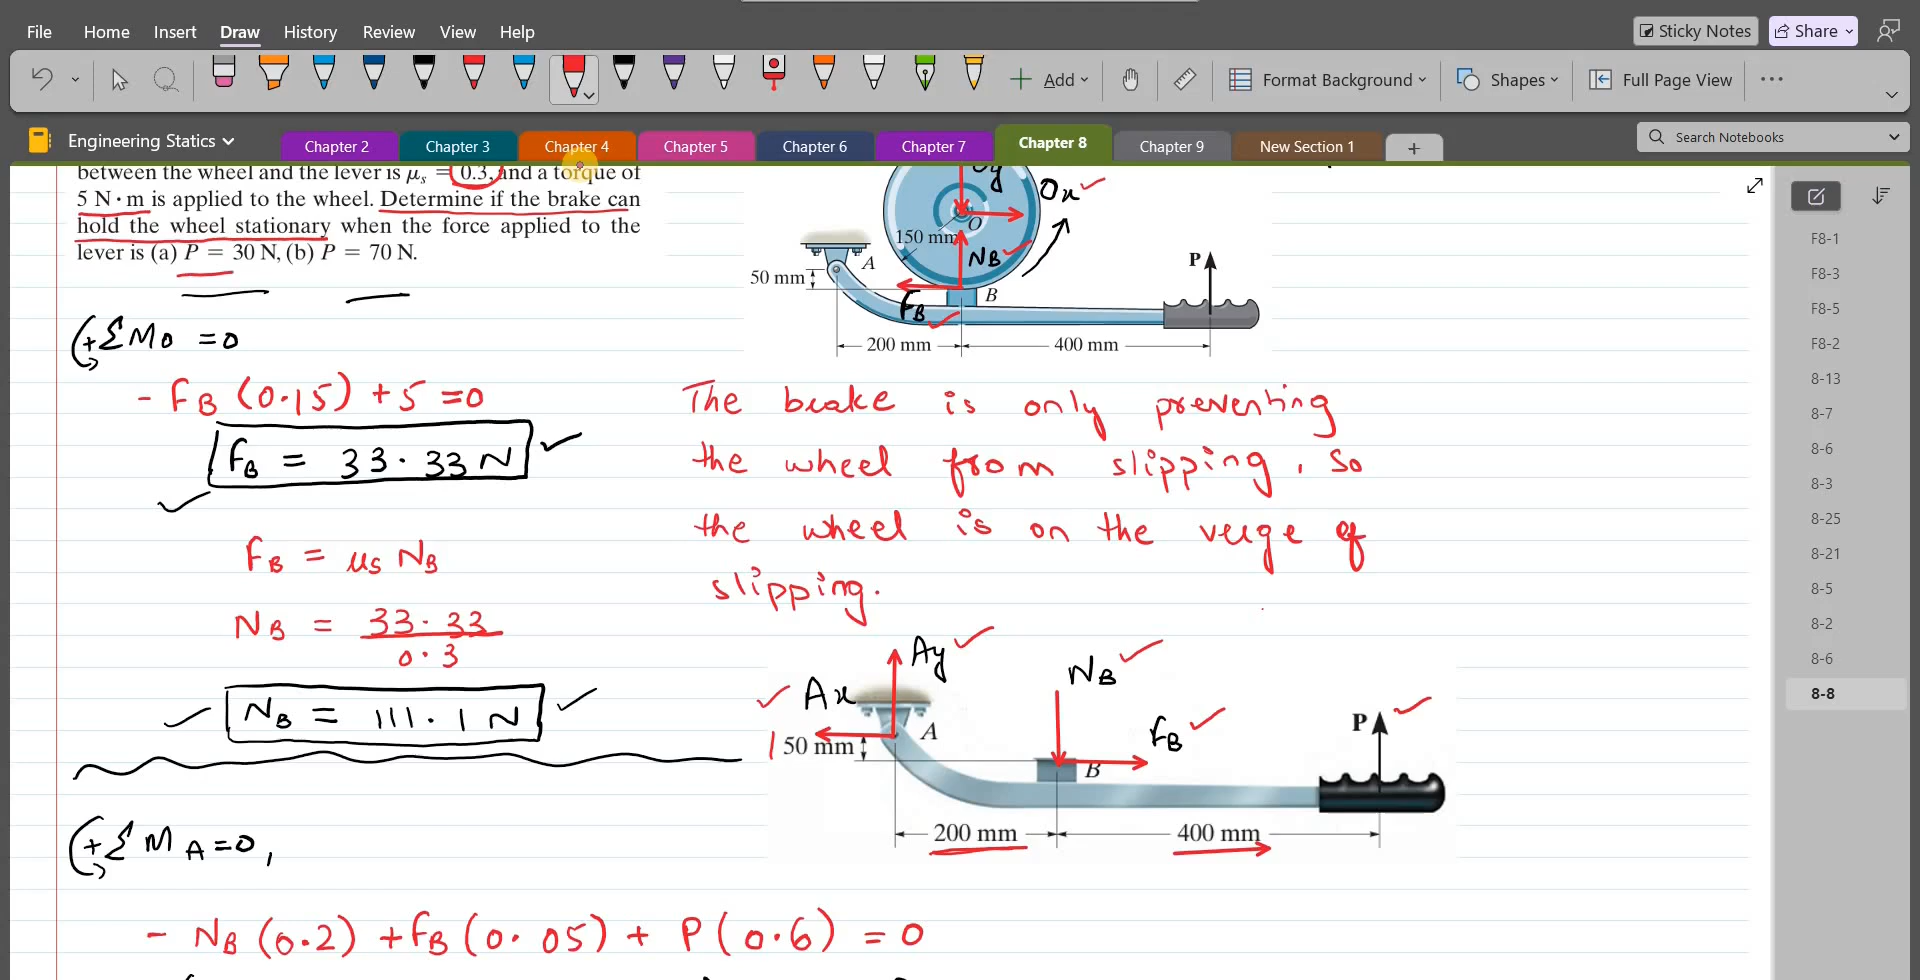 File Home Insert Draw History Review View Help
Sticky Notes Share
Add Format Background Shapes Full Page View
Engineering Statics Chapter 2 Chapter 3 Chapter 4 Chapter 5 Chapter 6 Chapter 7 Chapter 8 Chapter 9 New Section 1 +
Search Notebooks
between the wheel and the lever is μs = 0.3, and a torque of
5 N·m is applied to the wheel. Determine if the brake can
hold the wheel stationary when the force applied to the
lever is (a) P = 30 N, (b) P = 70 N.
Oy
Ox
O
150 mm
NB
A
50 mm
P
B
FB
200 mm
400 mm
(+ΣMO = 0
- FB (0.15) + 5 = 0
FB = 33.33 N
FB = μs NB
NB = 33.33
0.3
NB = 111.1 N
The brake is only preventing
the wheel from slipping, so
the wheel is on the verge of
slipping.
Ay
Ax
NB
FB
P
A
50 mm
B
200 mm
400 mm
(+ΣMA = 0,
- NB (0.2) + FB (0.05) + P (0.6) = 0
F8-1
F8-3
F8-5
F8-2
8-13
8-7
8-6
8-3
8-25
8-21
8-5
8-2
8-6
8-8